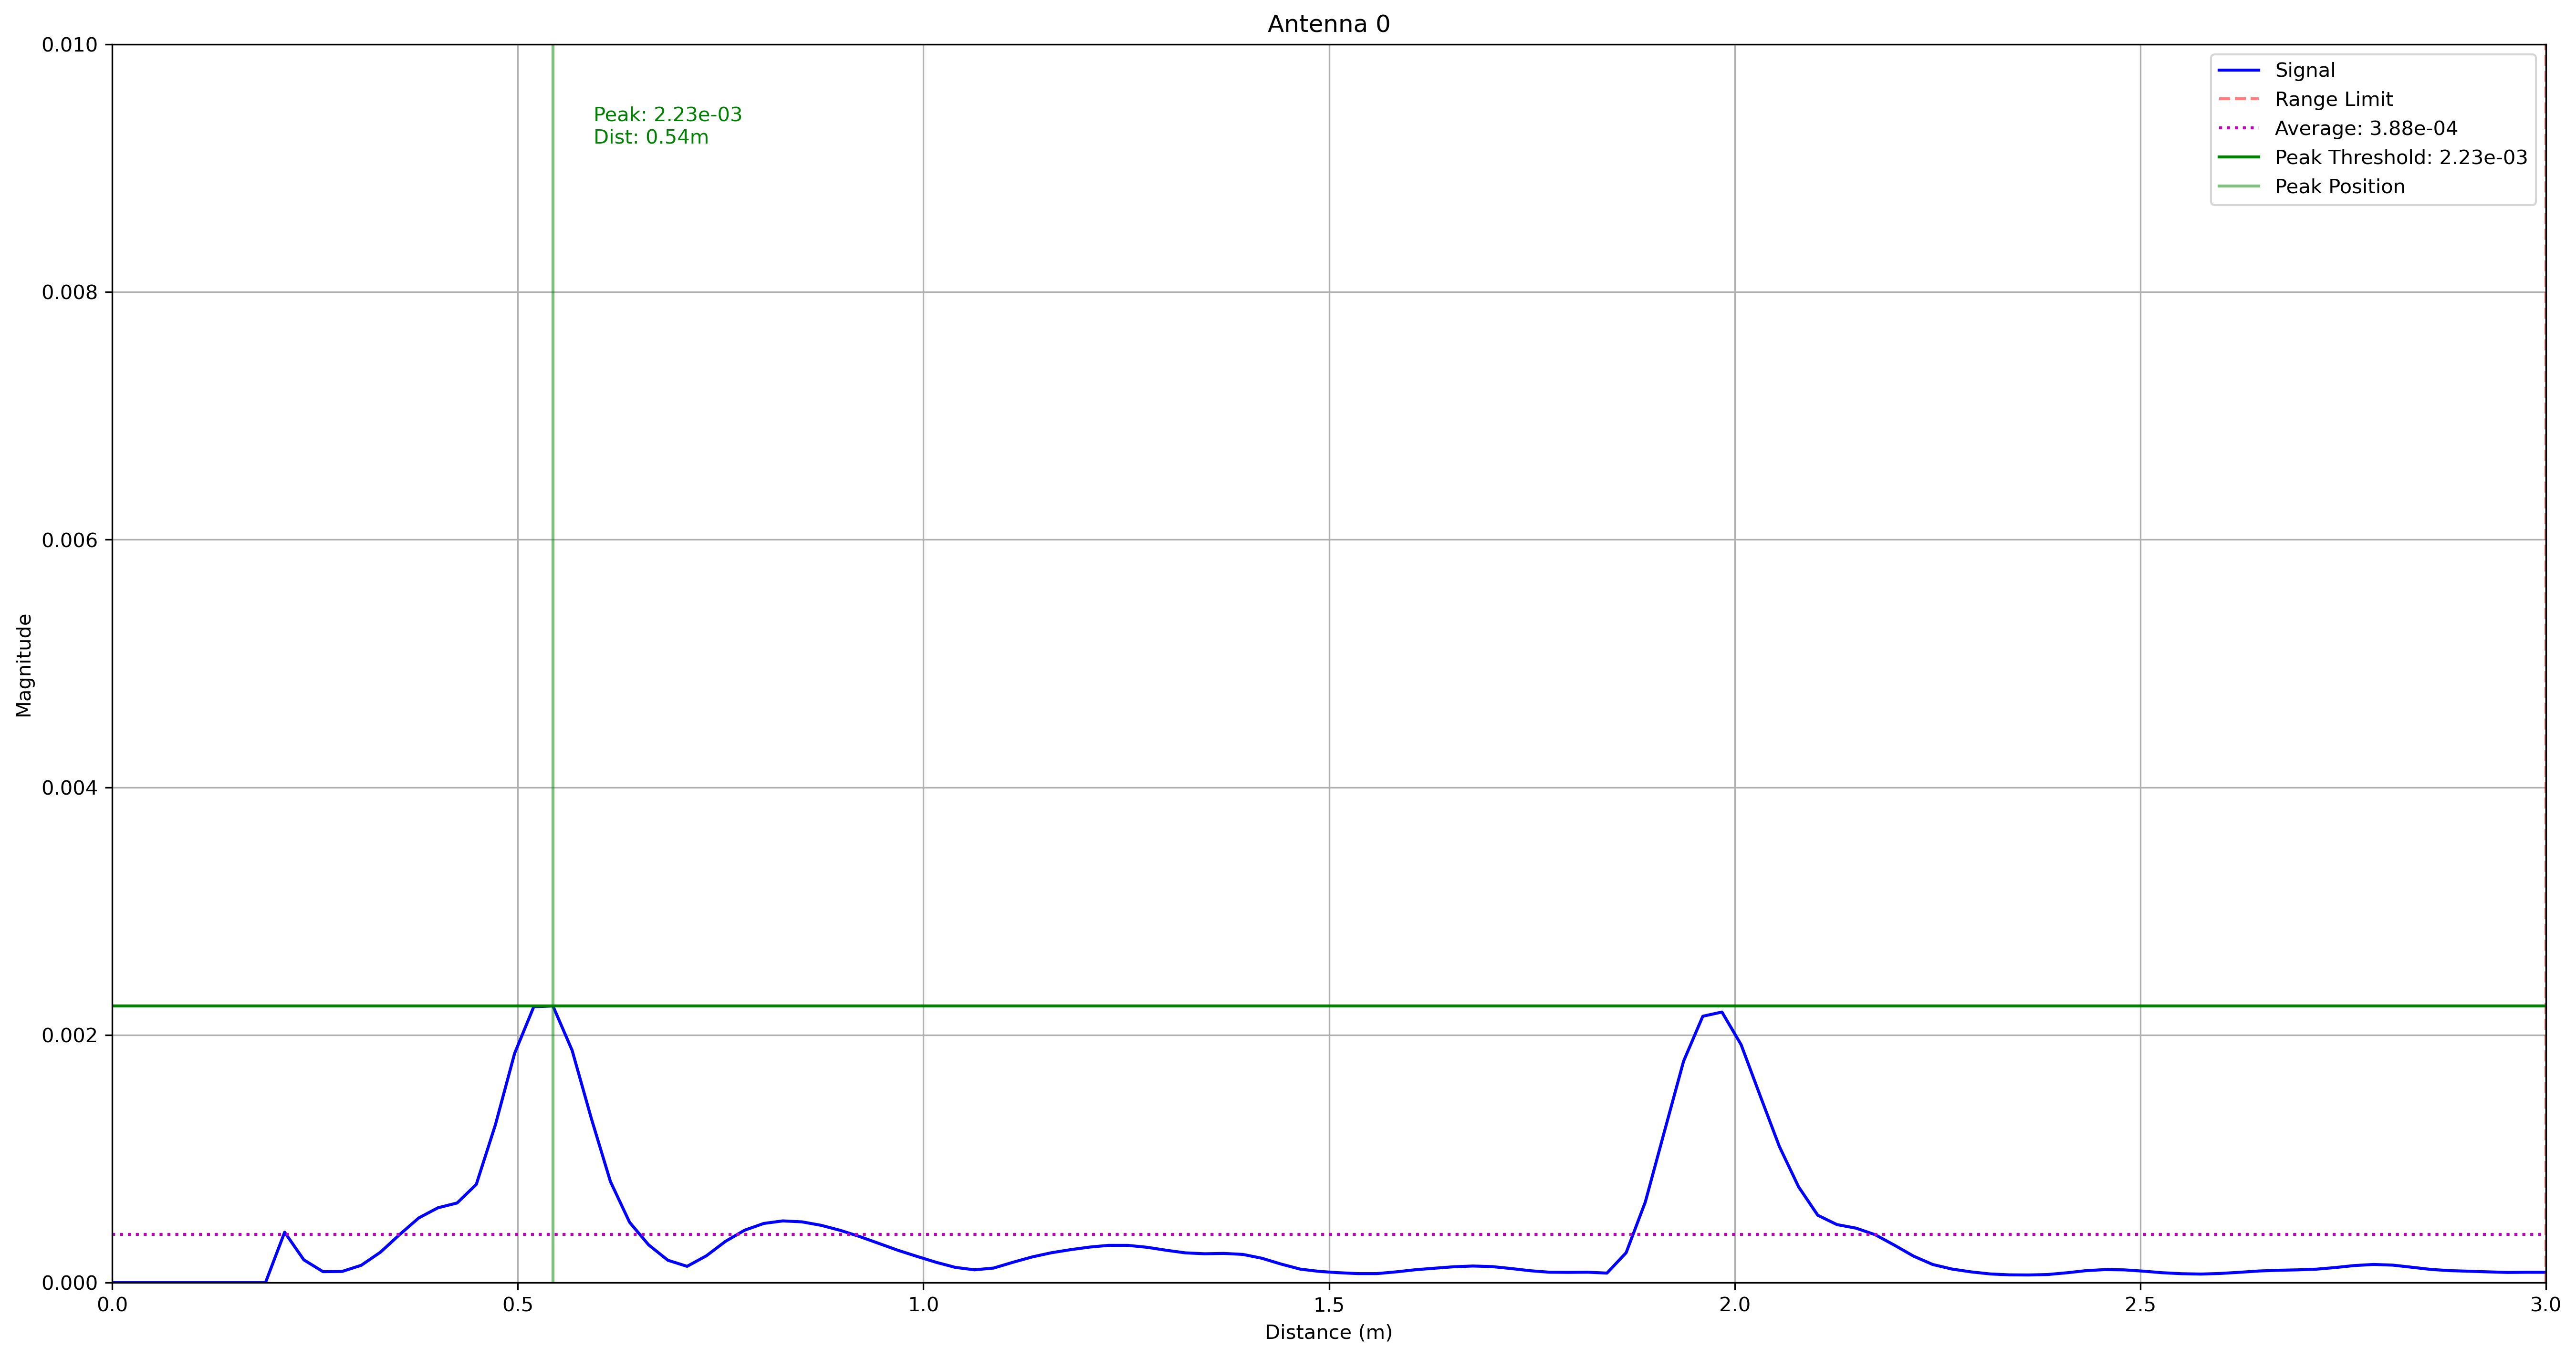 Antenna 0
0.010
0.008
0.006
0.004
0.002
0.000
Magnitude
Peak: 2.23e-03
Dist: 0.54m
Signal
Range Limit
Average: 3.88e-04
Peak Threshold: 2.23e-03
Peak Position
0.0 0.5 1.0 1.5 2.0 2.5 3.0
Distance (m)